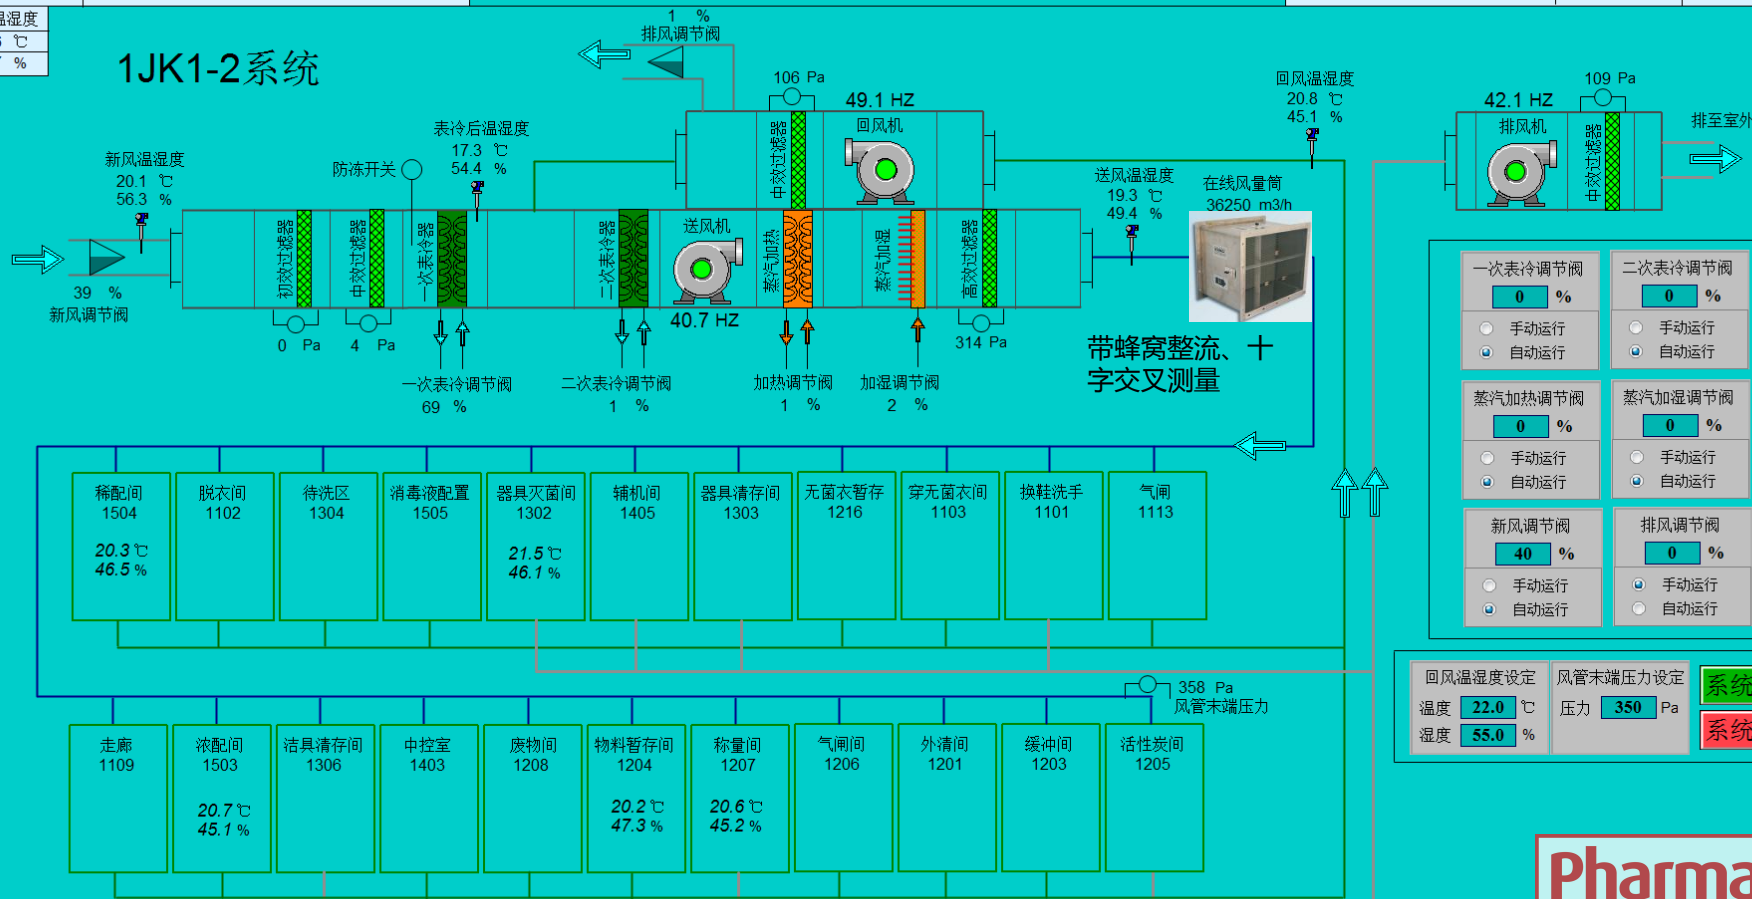 温湿度
℃
%
1JK1-2系统
1 %
排风调节阀
106 Pa
49.1 HZ
回风机
中效过滤器
回风温湿度
20.8 ℃
45.1 %
109 Pa
42.1 HZ
排风机
中效过滤器
排至室外
表冷后温湿度
17.3 ℃
54.4 %
防冻开关
新风温湿度
20.1 ℃
56.3 %
送风温湿度
19.3 ℃
49.4 %
在线风量筒
36250 m3/h
初效过滤器
中效过滤器
一次表冷器
二次表冷器
送风机
蒸汽加热
蒸汽加湿
高效过滤器
39 %
新风调节阀
40.7 HZ
0 Pa
4 Pa
314 Pa
带蜂窝整流、十
字交叉测量
一次表冷调节阀
69 %
二次表冷调节阀
1 %
加热调节阀
1 %
加湿调节阀
2 %
一次表冷调节阀
0 %
手动运行
自动运行
二次表冷调节阀
0 %
手动运行
自动运行
蒸汽加热调节阀
0 %
手动运行
自动运行
蒸汽加湿调节阀
0 %
手动运行
自动运行
新风调节阀
40 %
手动运行
自动运行
排风调节阀
0 %
手动运行
自动运行
稀配间
1504
20.3 ℃
46.5 %
脱衣间
1102
待洗区
1304
消毒液配置
1505
器具灭菌间
1302
21.5 ℃
46.1 %
辅机间
1405
器具清存间
1303
无菌衣暂存
1216
穿无菌衣间
1103
换鞋洗手
1101
气闸
1113
358 Pa
风管末端压力
回风温湿度设定
温度 22.0 ℃
湿度 55.0 %
风管末端压力设定
压力 350 Pa
系统
系统
走廊
1109
浓配间
1503
20.7 ℃
45.1 %
洁具清存间
1306
中控室
1403
废物间
1208
物料暂存间
1204
20.2 ℃
47.3 %
称量间
1207
20.6 ℃
45.2 %
气闸间
1206
外清间
1201
缓冲间
1203
活性炭间
1205
Pharma